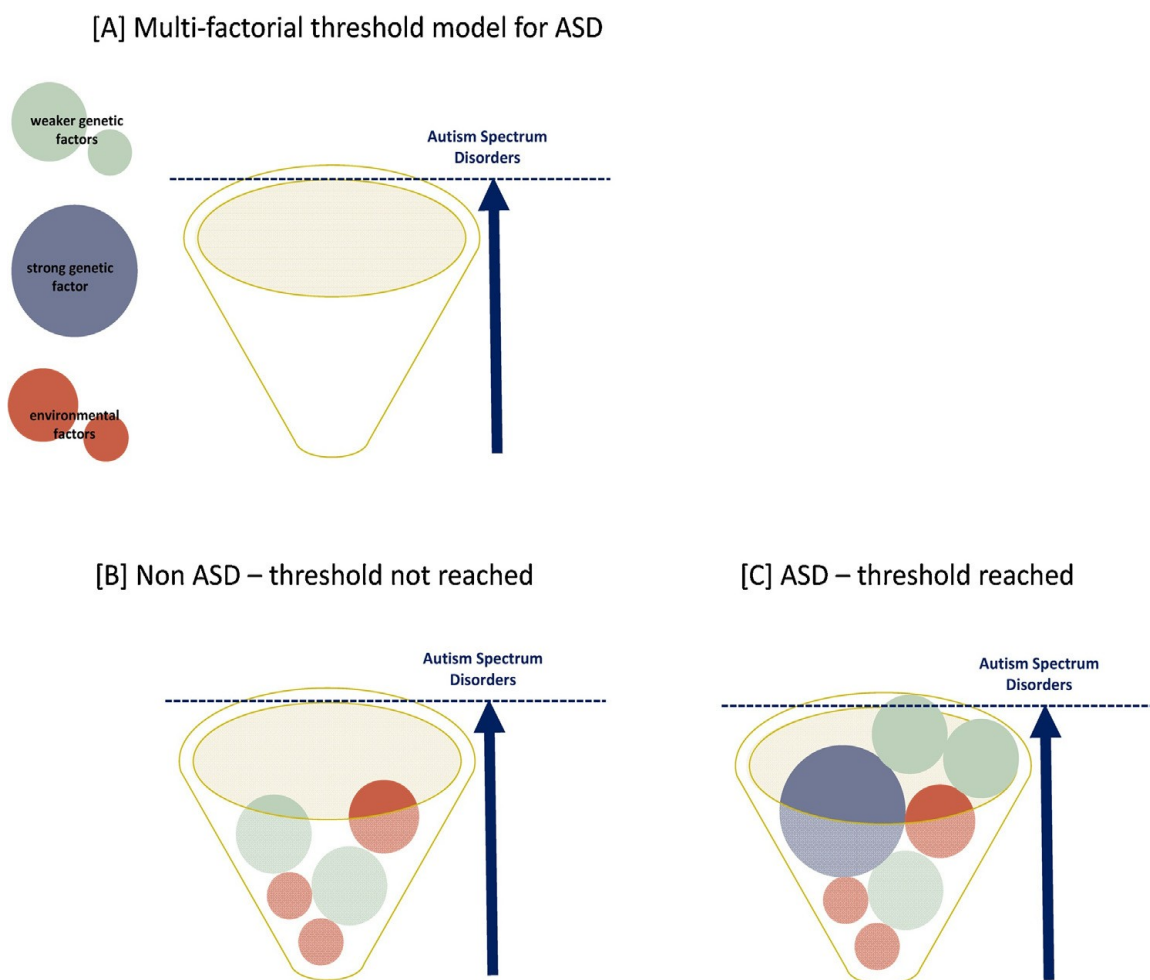 [A] Multi-factorial threshold model for ASD
weaker genetic
factors
Autism Spectrum
Disorders
strong genetic
factor
environmental
factors
[B] Non ASD – threshold not reached
Autism Spectrum
Disorders
[C] ASD – threshold reached
Autism Spectrum
Disorders